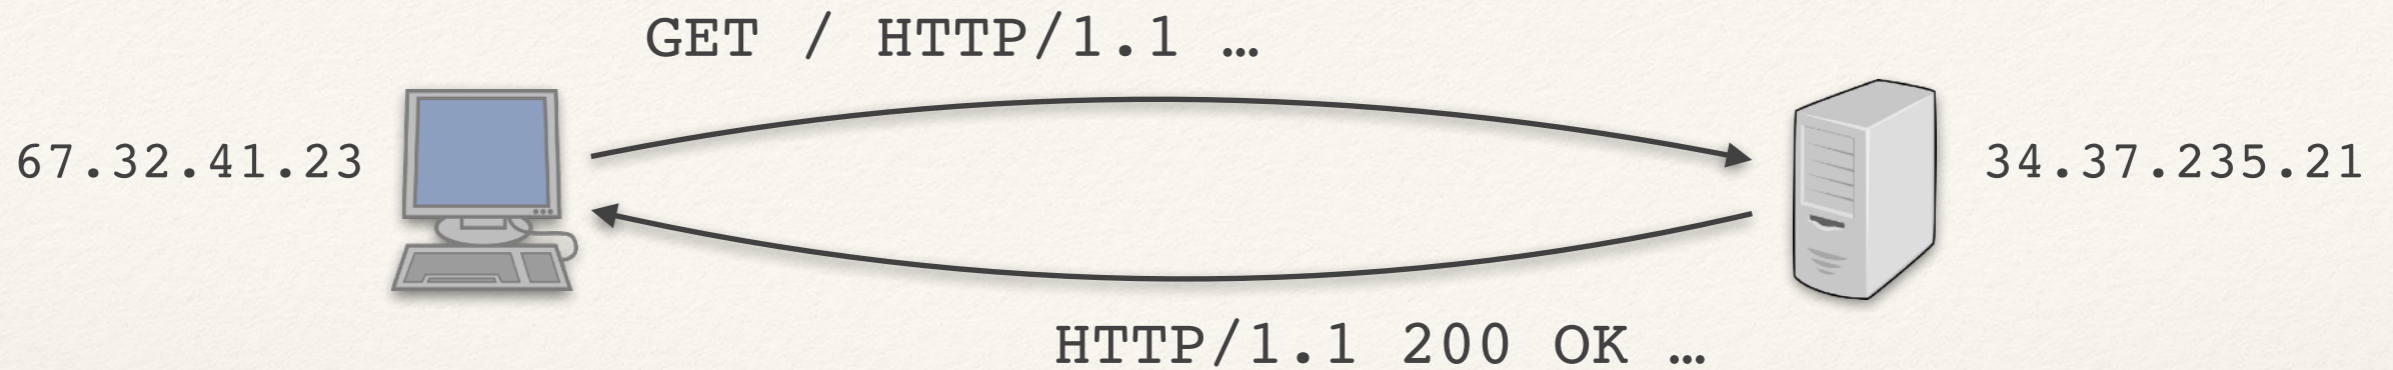 GET / HTTP/1.1 …
67.32.41.23
34.37.235.21
HTTP/1.1 200 OK …